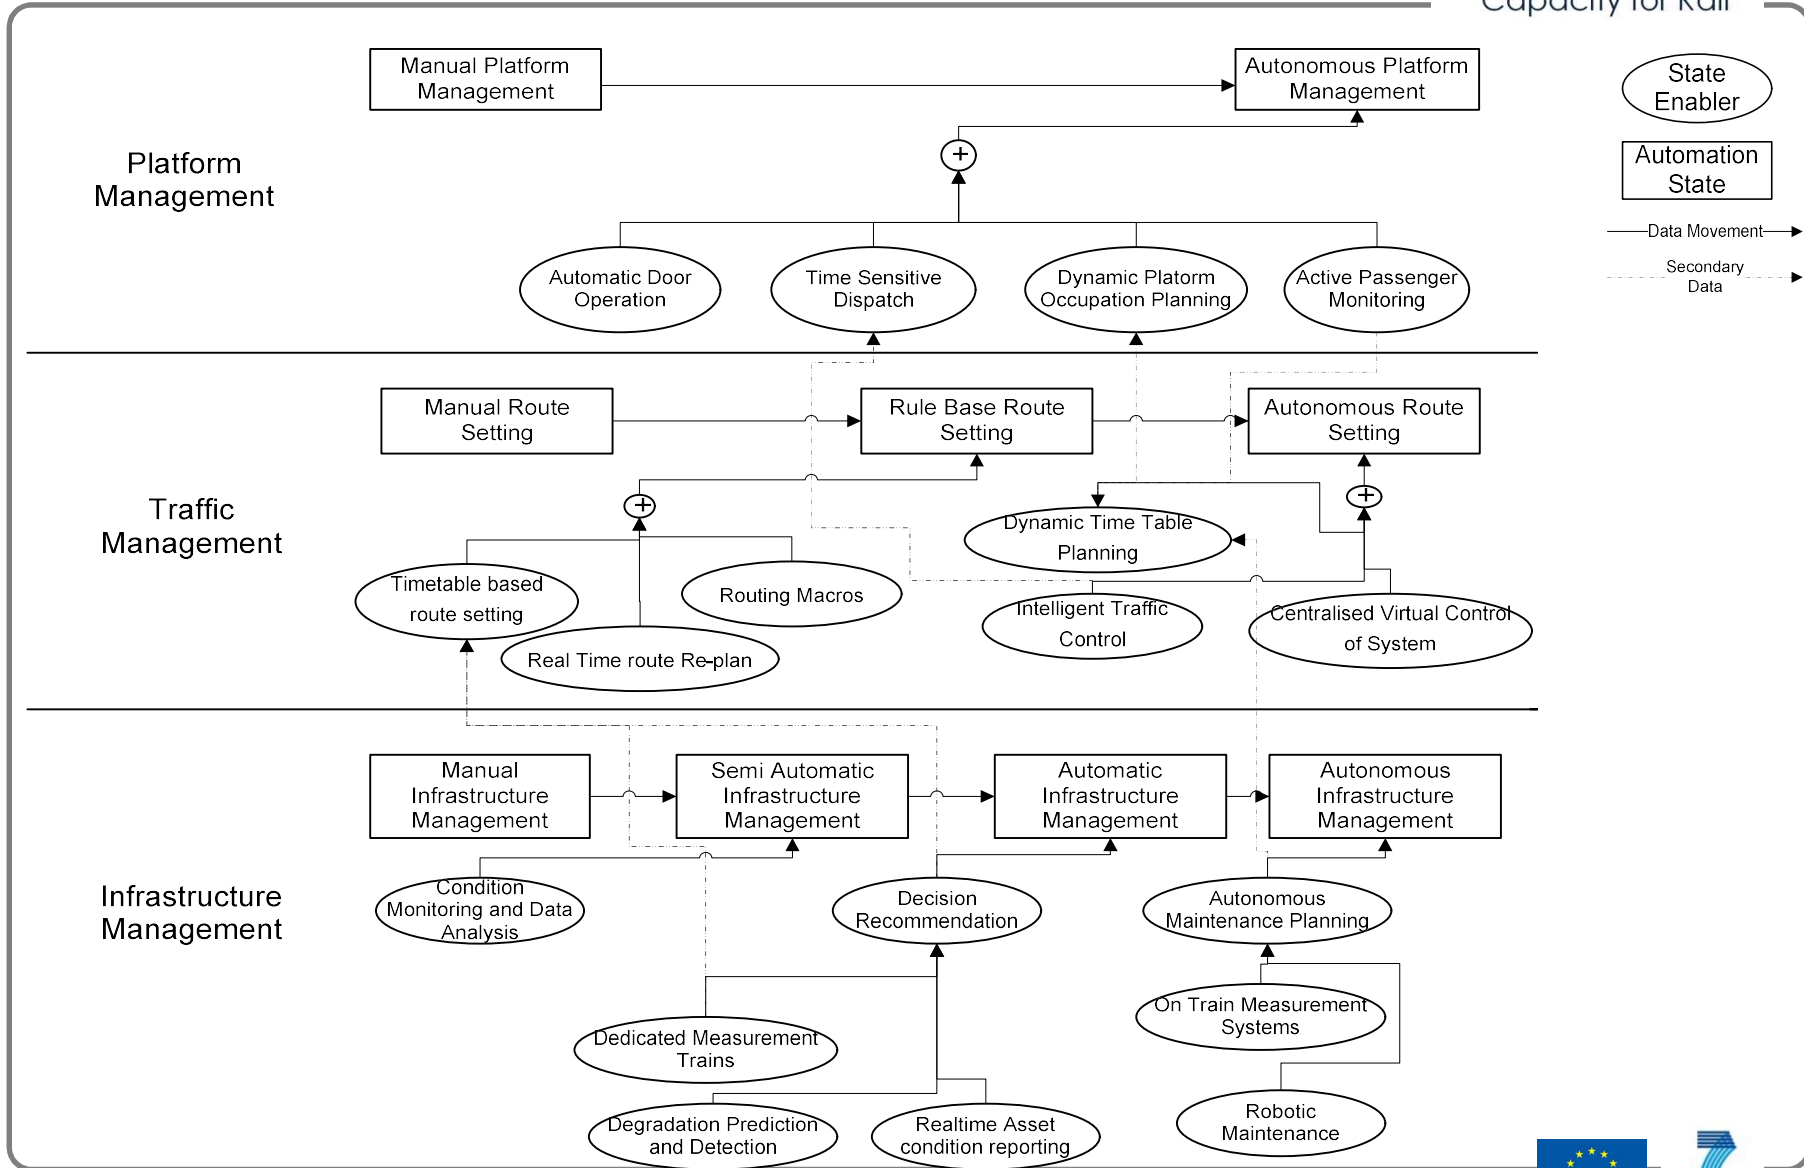 Capacity for Rail
Manual Platform
Management
Autonomous Platform
Management
State
Enabler
Automation
State
Data Movement
Secondary
Data
Platform
Management
+
Automatic Door
Operation
Time Sensitive
Dispatch
Dynamic Platorm
Occupation Planning
Active Passenger
Monitoring
Manual Route
Setting
Rule Base Route
Setting
Autonomous Route
Setting
Traffic
Management
+
+
Dynamic Time Table
Planning
Timetable based
route setting
Routing Macros
Real Time route Re-plan
Intelligent Traffic
Control
Centralised Virtual Control
of System
Manual
Infrastructure
Management
Semi Automatic
Infrastructure
Management
Automatic
Infrastructure
Management
Autonomous
Infrastructure
Management
Infrastructure
Management
Condition
Monitoring and Data
Analysis
Decision
Recommendation
Autonomous
Maintenance Planning
On Train Measurement
Systems
Dedicated Measurement
Trains
Degradation Prediction
and Detection
Realtime Asset
condition reporting
Robotic
Maintenance
7